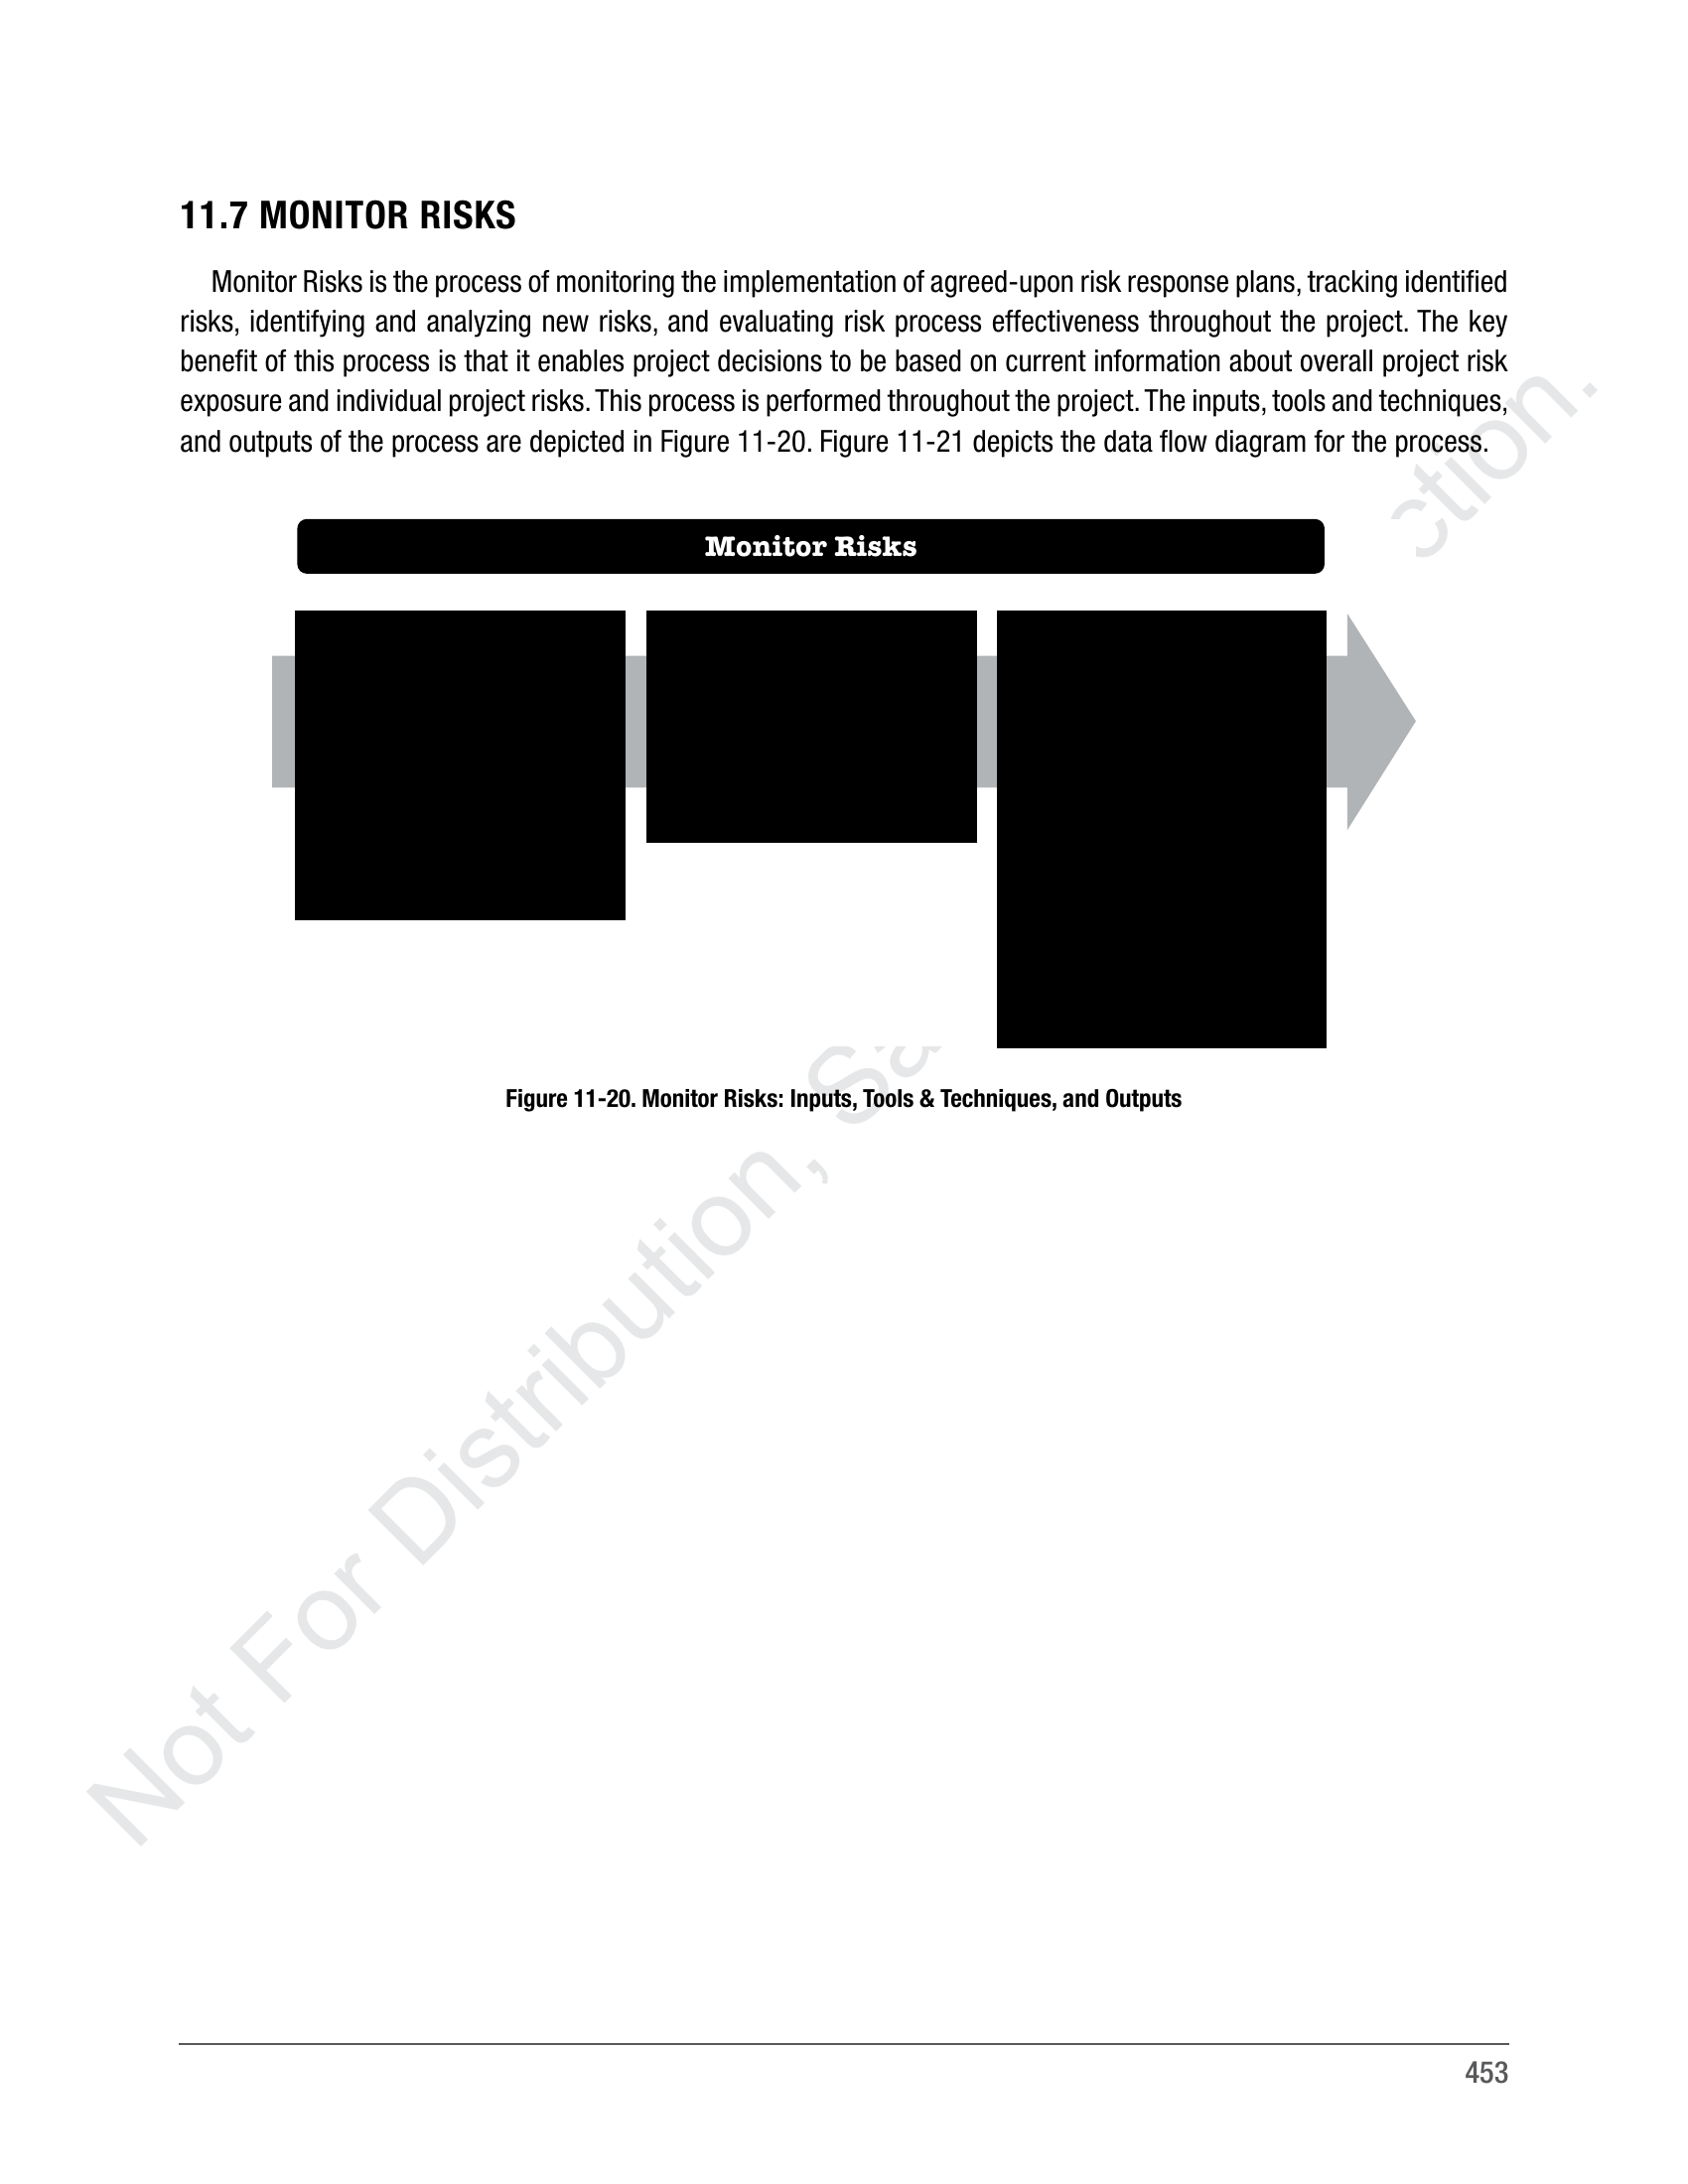 11.7 MONITOR RISKS
Monitor Risks is the process of monitoring the implementation of agreed-upon risk response plans, tracking identified
risks, identifying and analyzing new risks, and evaluating risk process effectiveness throughout the project. The key
benefit of this process is that it enables project decisions to be based on current information about overall project risk
exposure and individual project risks. This process is performed throughout the project. The inputs, tools and techniques,
and outputs of the process are depicted in Figure 11-20. Figure 11-21 depicts the data flow diagram for the process.
Monitor Risks
Figure 11-20. Monitor Risks: Inputs, Tools & Techniques, and Outputs
Not For Distribution,
453